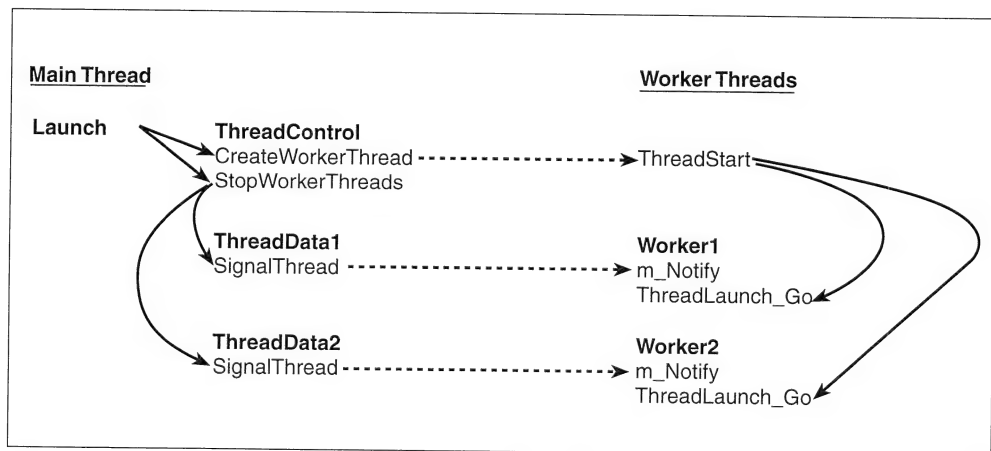 Main Thread
Worker Threads
Launch
ThreadControl
CreateWorkerThread
ThreadStart
StopWorkerThreads
ThreadData1
Worker1
SignalThread
m_Notify
ThreadLaunch_Go
ThreadData2
Worker2
SignalThread
m_Notify
ThreadLaunch_Go